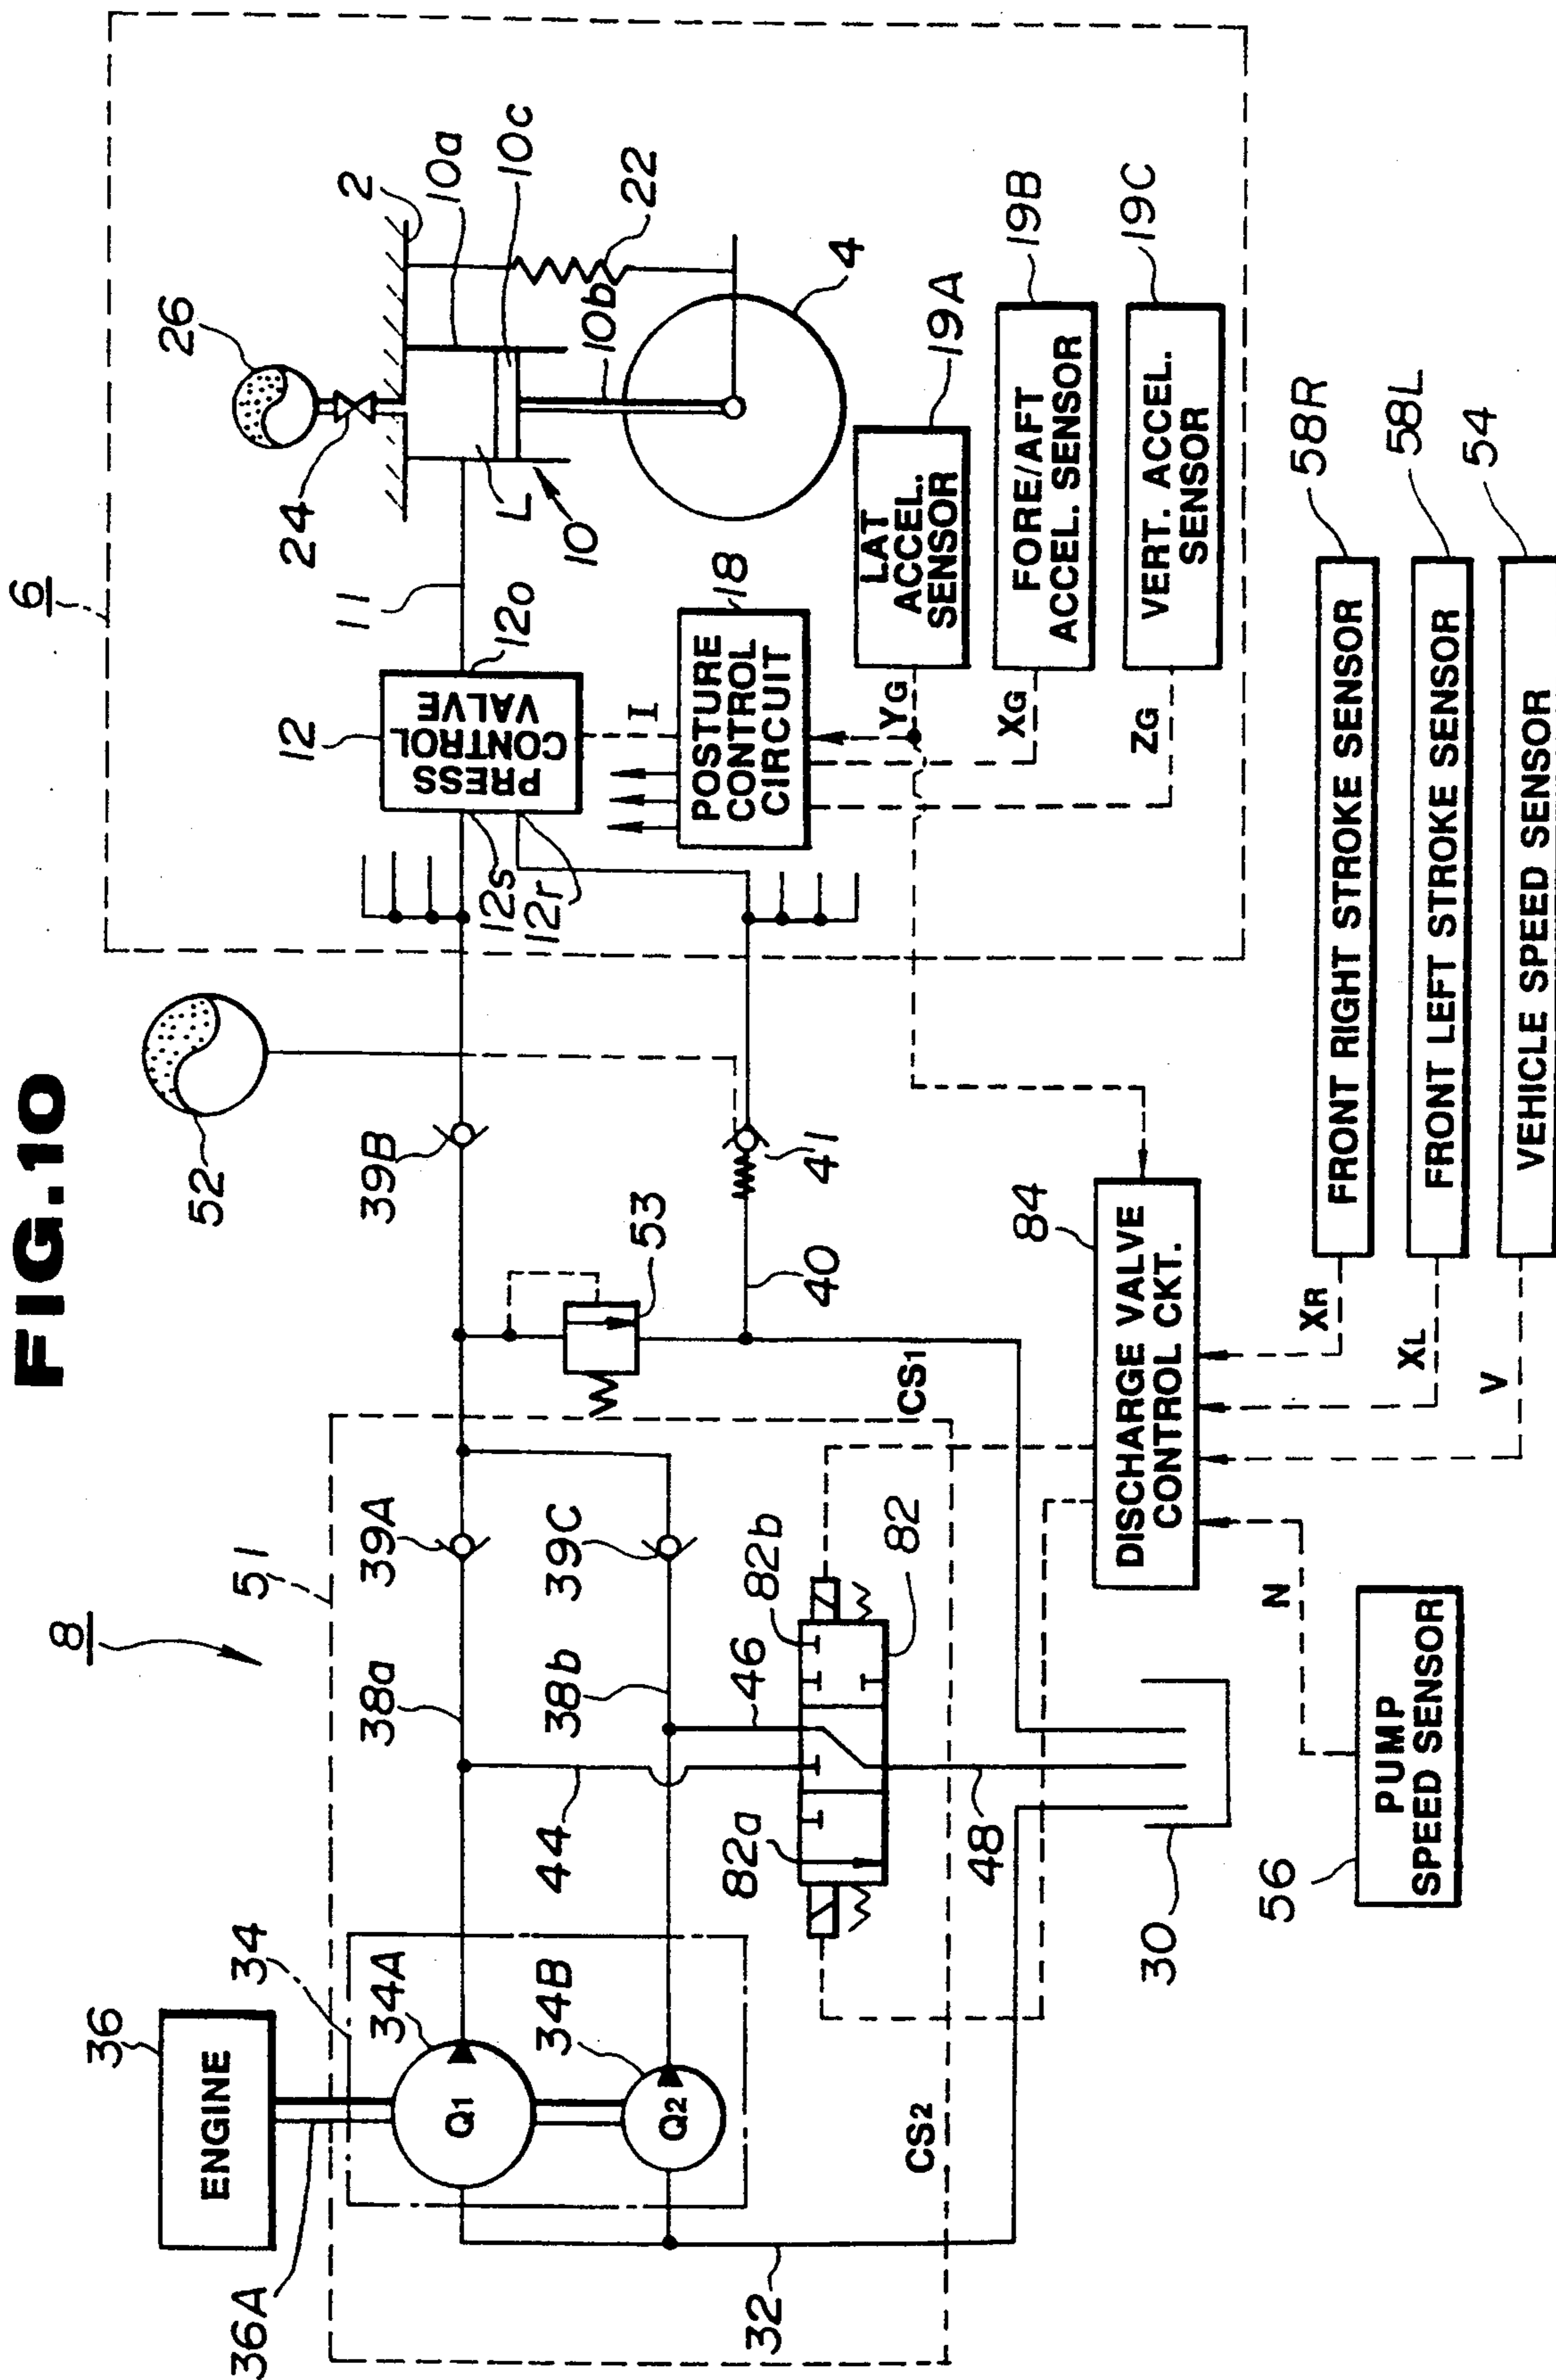 FIG.10
8
51
6
36
ENGINE
36A
34
34A
Q1
34B
Q2
32
38a
39A
38b
39C
44
46
82a
82b
82
48
30
CS1
CS2
52
39B
53
41
40
12
PRESS
CONTROL
VALVE
12s
12r
12o
11
I
18
POSTURE
CONTROL
CIRCUIT
26
24
2
10a
10c
22
10b
L
10
4
19A
LAT
ACCEL.
SENSOR
YG
19B
FORE/AFT
ACCEL. SENSOR
XG
19C
VERT. ACCEL.
SENSOR
ZG
84
DISCHARGE VALVE
CONTROL CKT.
N
56
PUMP
SPEED SENSOR
XR
FRONT RIGHT STROKE SENSOR
58R
XL
FRONT LEFT STROKE SENSOR
58L
V
VEHICLE SPEED SENSOR
54